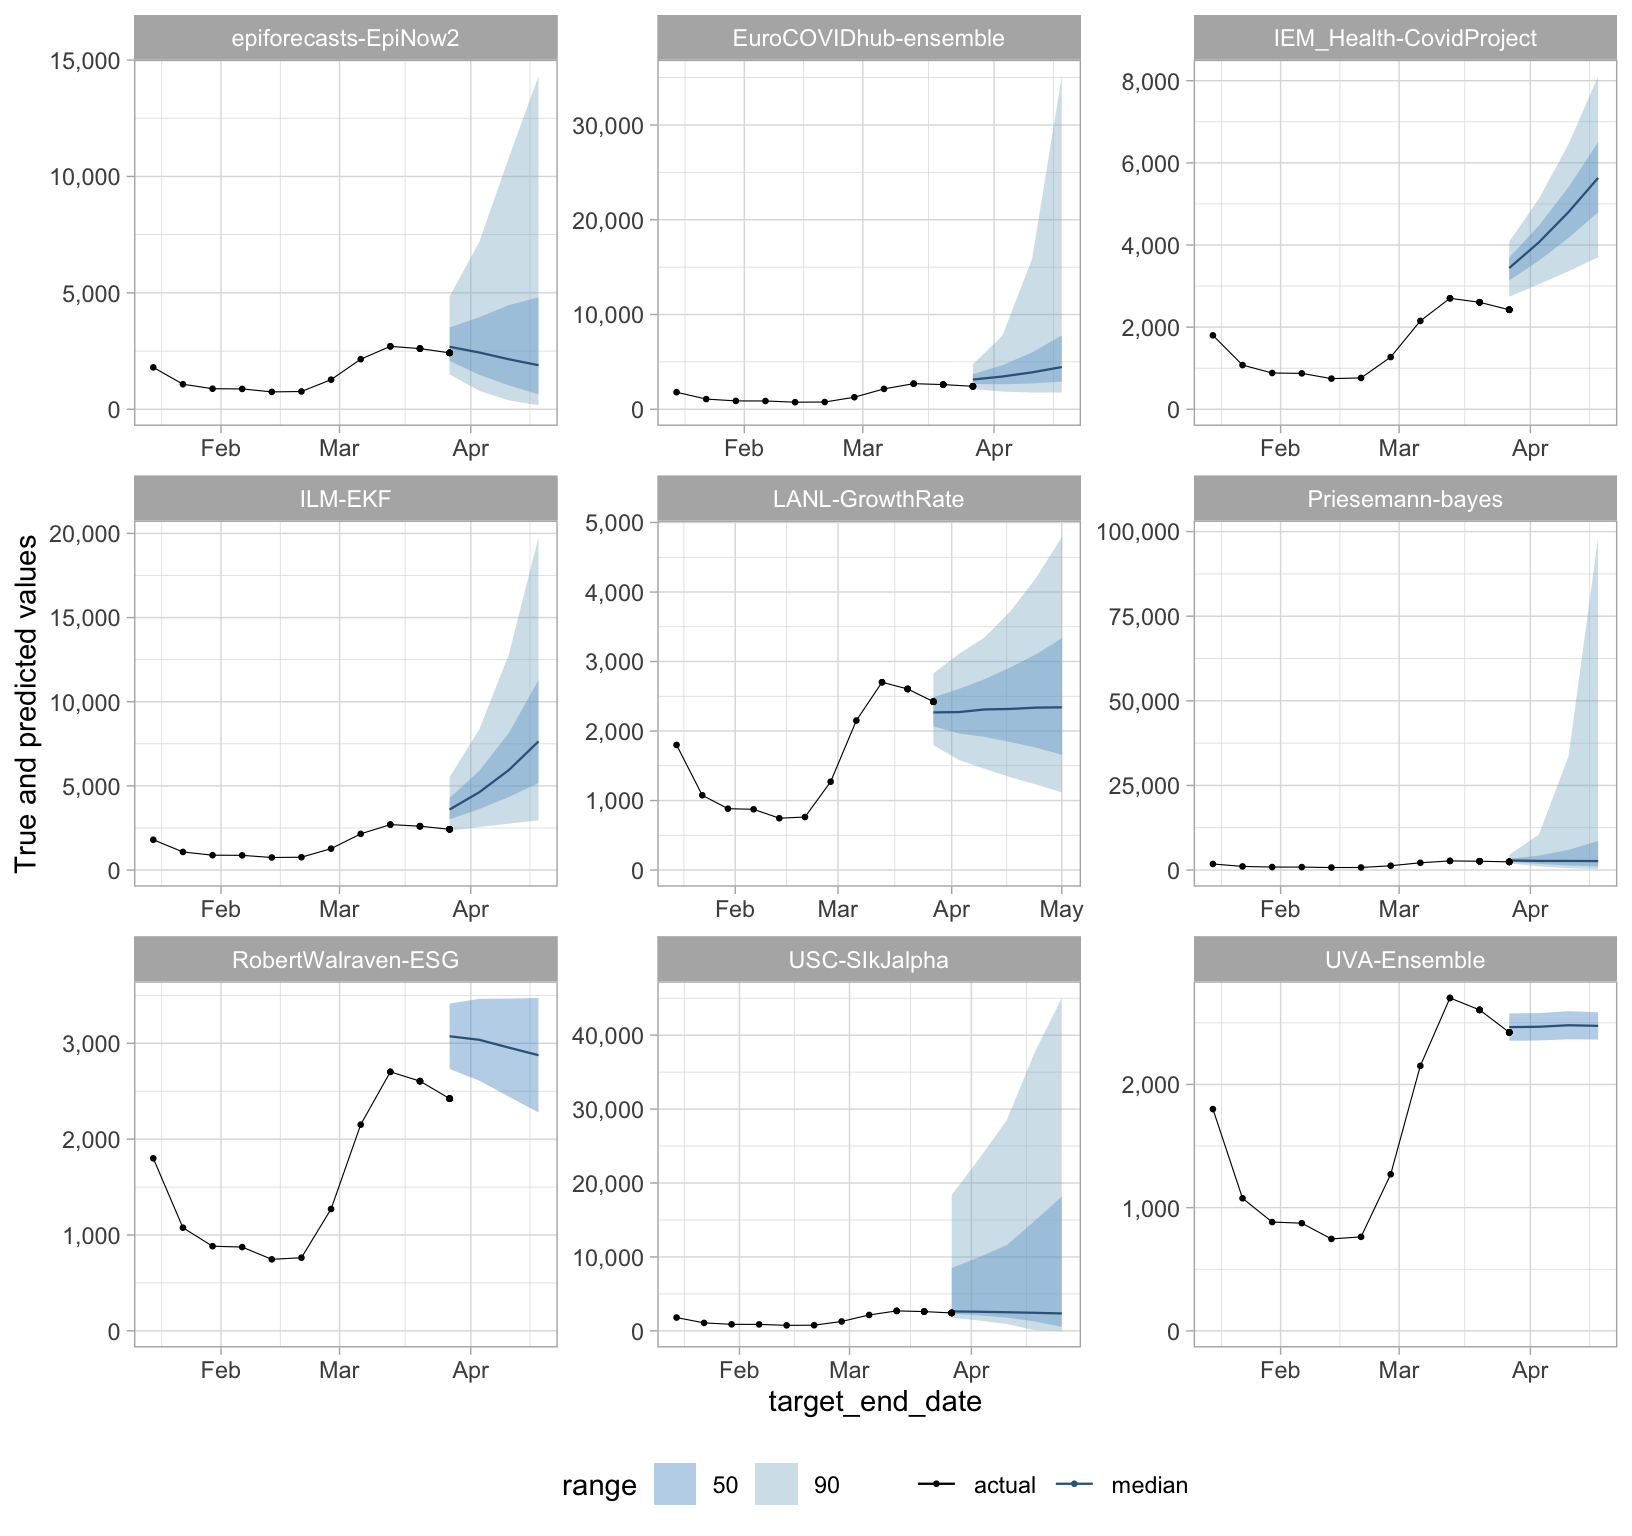 epiforecasts-EpiNow2
EuroCOVIDhub-ensemble
IEM_Health-CovidProject
15,000
10,000
5,000
0
Feb Mar Apr
30,000
20,000
10,000
0
Feb Mar Apr
8,000
6,000
4,000
2,000
0
Feb Mar Apr
True and predicted values
ILM-EKF
LANL-GrowthRate
Priesemann-bayes
20,000
15,000
10,000
5,000
0
Feb Mar Apr
5,000
4,000
3,000
2,000
1,000
0
Feb Mar Apr May
100,000
75,000
50,000
25,000
0
Feb Mar Apr
RobertWalraven-ESG
USC-SIkJalpha
UVA-Ensemble
3,000
2,000
1,000
0
Feb Mar Apr
40,000
30,000
20,000
10,000
0
Feb Mar Apr
2,000
1,000
0
Feb Mar Apr
target_end_date
range 50 90 actual median